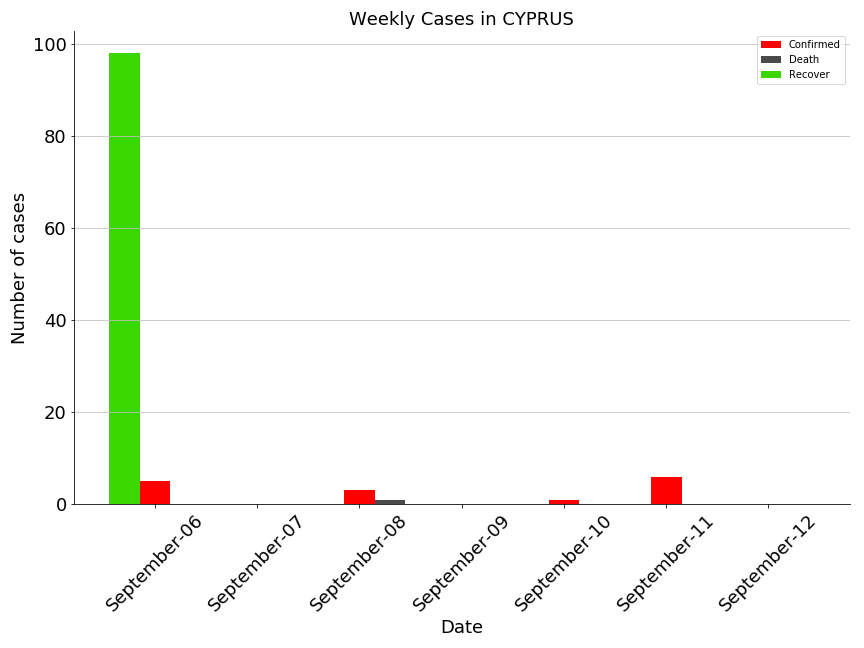 Weekly Cases in CYPRUS
Confirmed
Death
Recover
Number of cases
100
80
60
40
20
0
September-06
September-07
September-08
September-09
September-10
September-11
September-12
Date